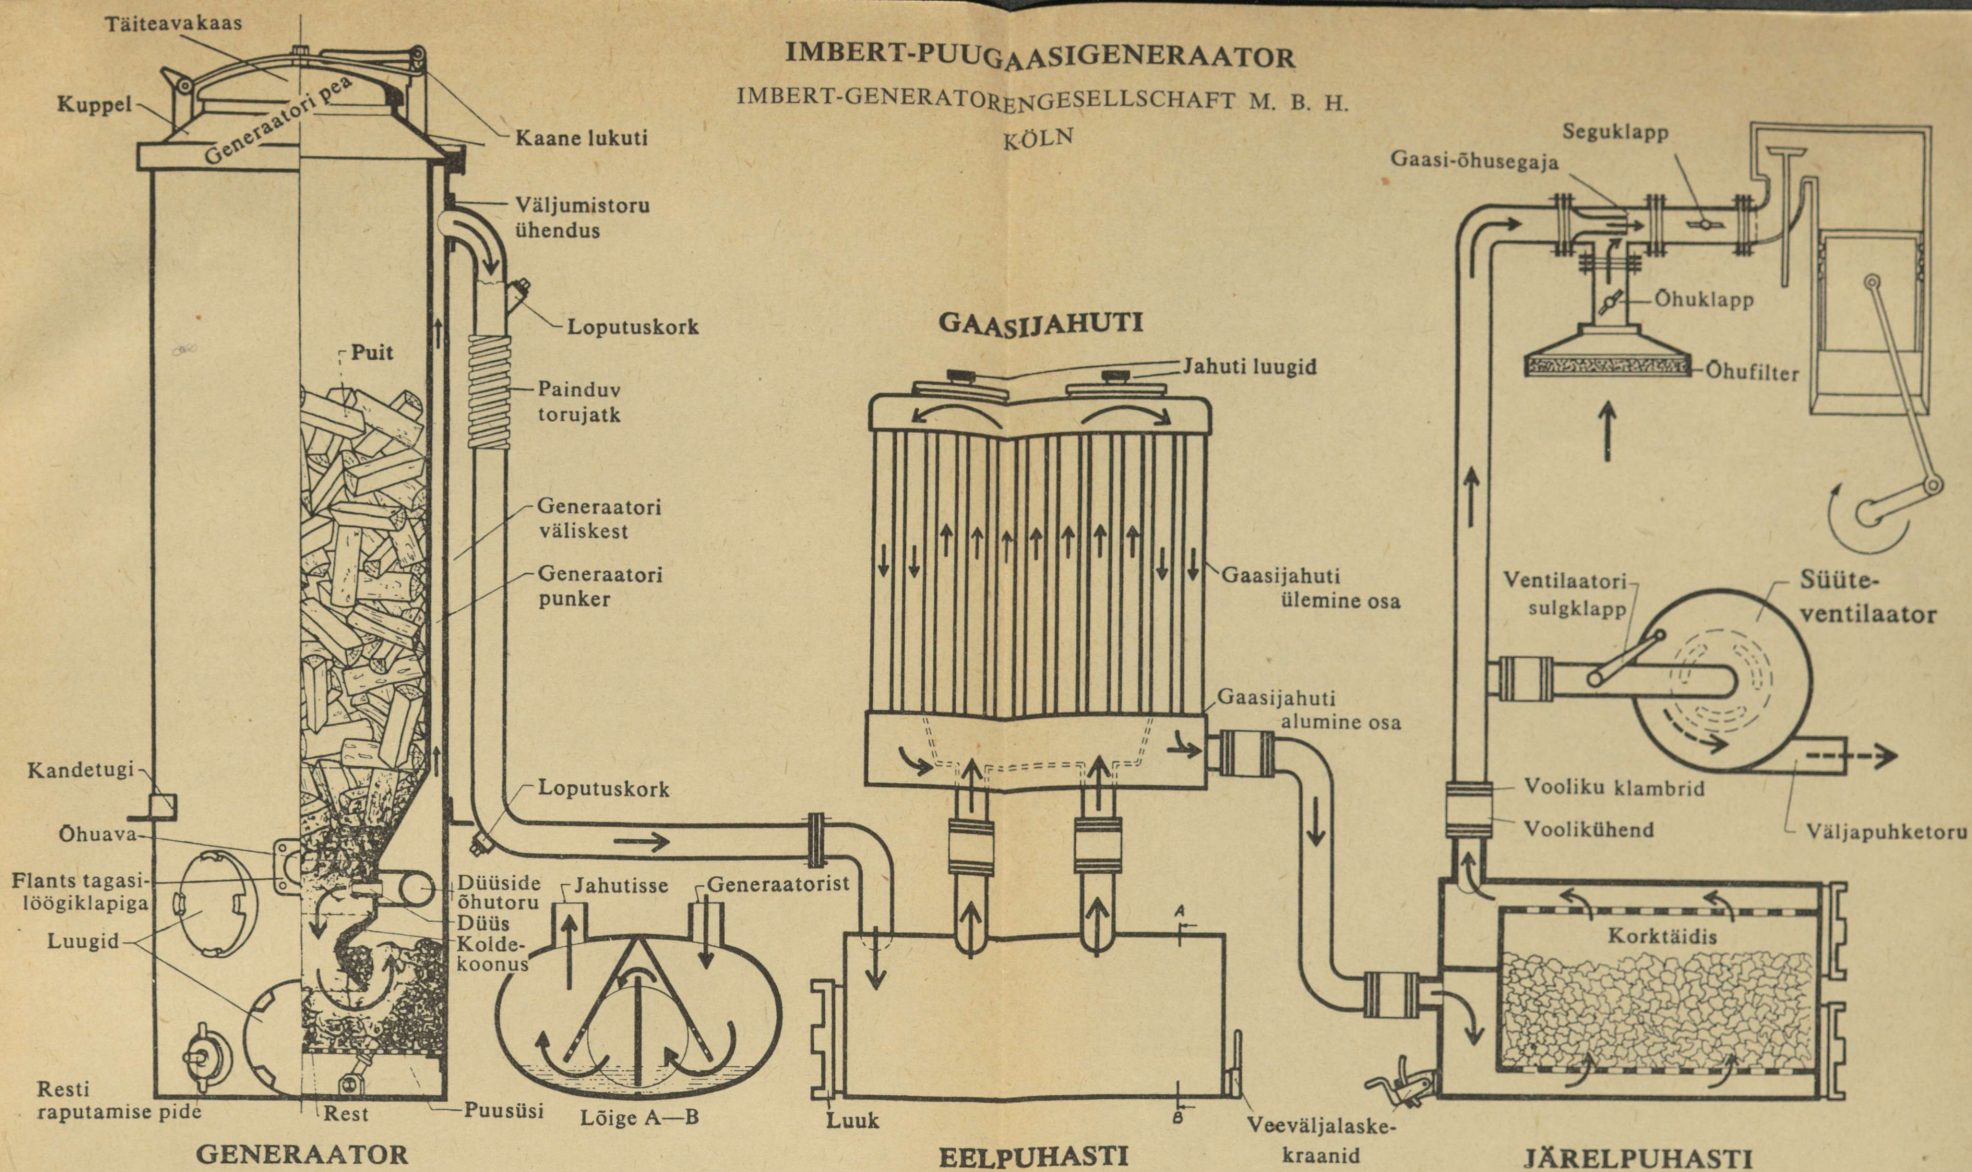 IMBERT-PUUGAASIGENERAATOR
IMBERT-GENERATORENGESELLSCHAFT M. B. H.
KÖLN
Täiteavakaas
Kuppel
Generaatori pea
Kaane lukuti
Väljumistoru
ühendus
Loputuskork
Puit
Painduv
torujatk
Generaatori
väliskest
Generaatori
punker
Kandetugi
Õhuava
Flants tagasi-
löögiklapiga
Luugid
Resti
raputamise pide
Rest
Puusüsi
Düüside
õhutoru
Düüs
Kolde-
koonus
Loputuskork
GENERAATOR
Jahutisse
Generaatorist
Lõige A—B
GAASIJAHUTI
Jahuti luugid
Gaasijahuti
ülemine osa
Gaasijahuti
alumine osa
A
B
Luuk
Veeväljalaske-
kraanid
EELPUHASTI
Seguklapp
Gaasi-õhusegaja
Õhuklapp
Õhufilter
Ventilaatori
sulgklapp
Süüte-
ventilaator
Vooliku klambrid
Voolikühend
Väljapuhketoru
Korktäidis
JÄRELPUHASTI